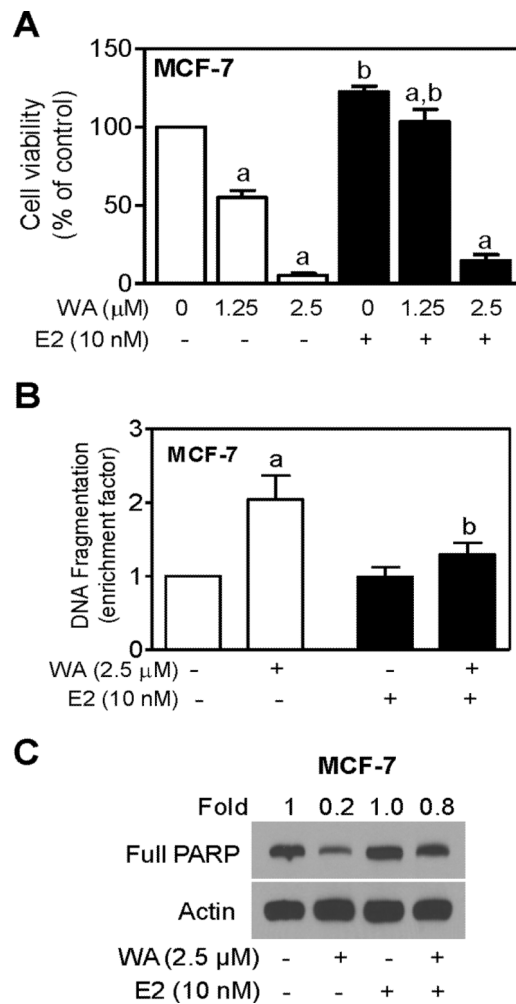 A
150
MCF-7
b
a,b
100
a
50
a
a
0
Cell viability
(% of control)
WA (µM) 0 1.25 2.5 0 1.25 2.5
E2 (10 nM) - - - + + +
B
3
MCF-7
a
2
b
1
0
DNA Fragmentation
(enrichment factor)
WA (2.5 µM) - + - +
E2 (10 nM) - - + +
C
MCF-7
Fold 1 0.2 1.0 0.8
Full PARP
Actin
WA (2.5 µM) - + - +
E2 (10 nM) - - + +